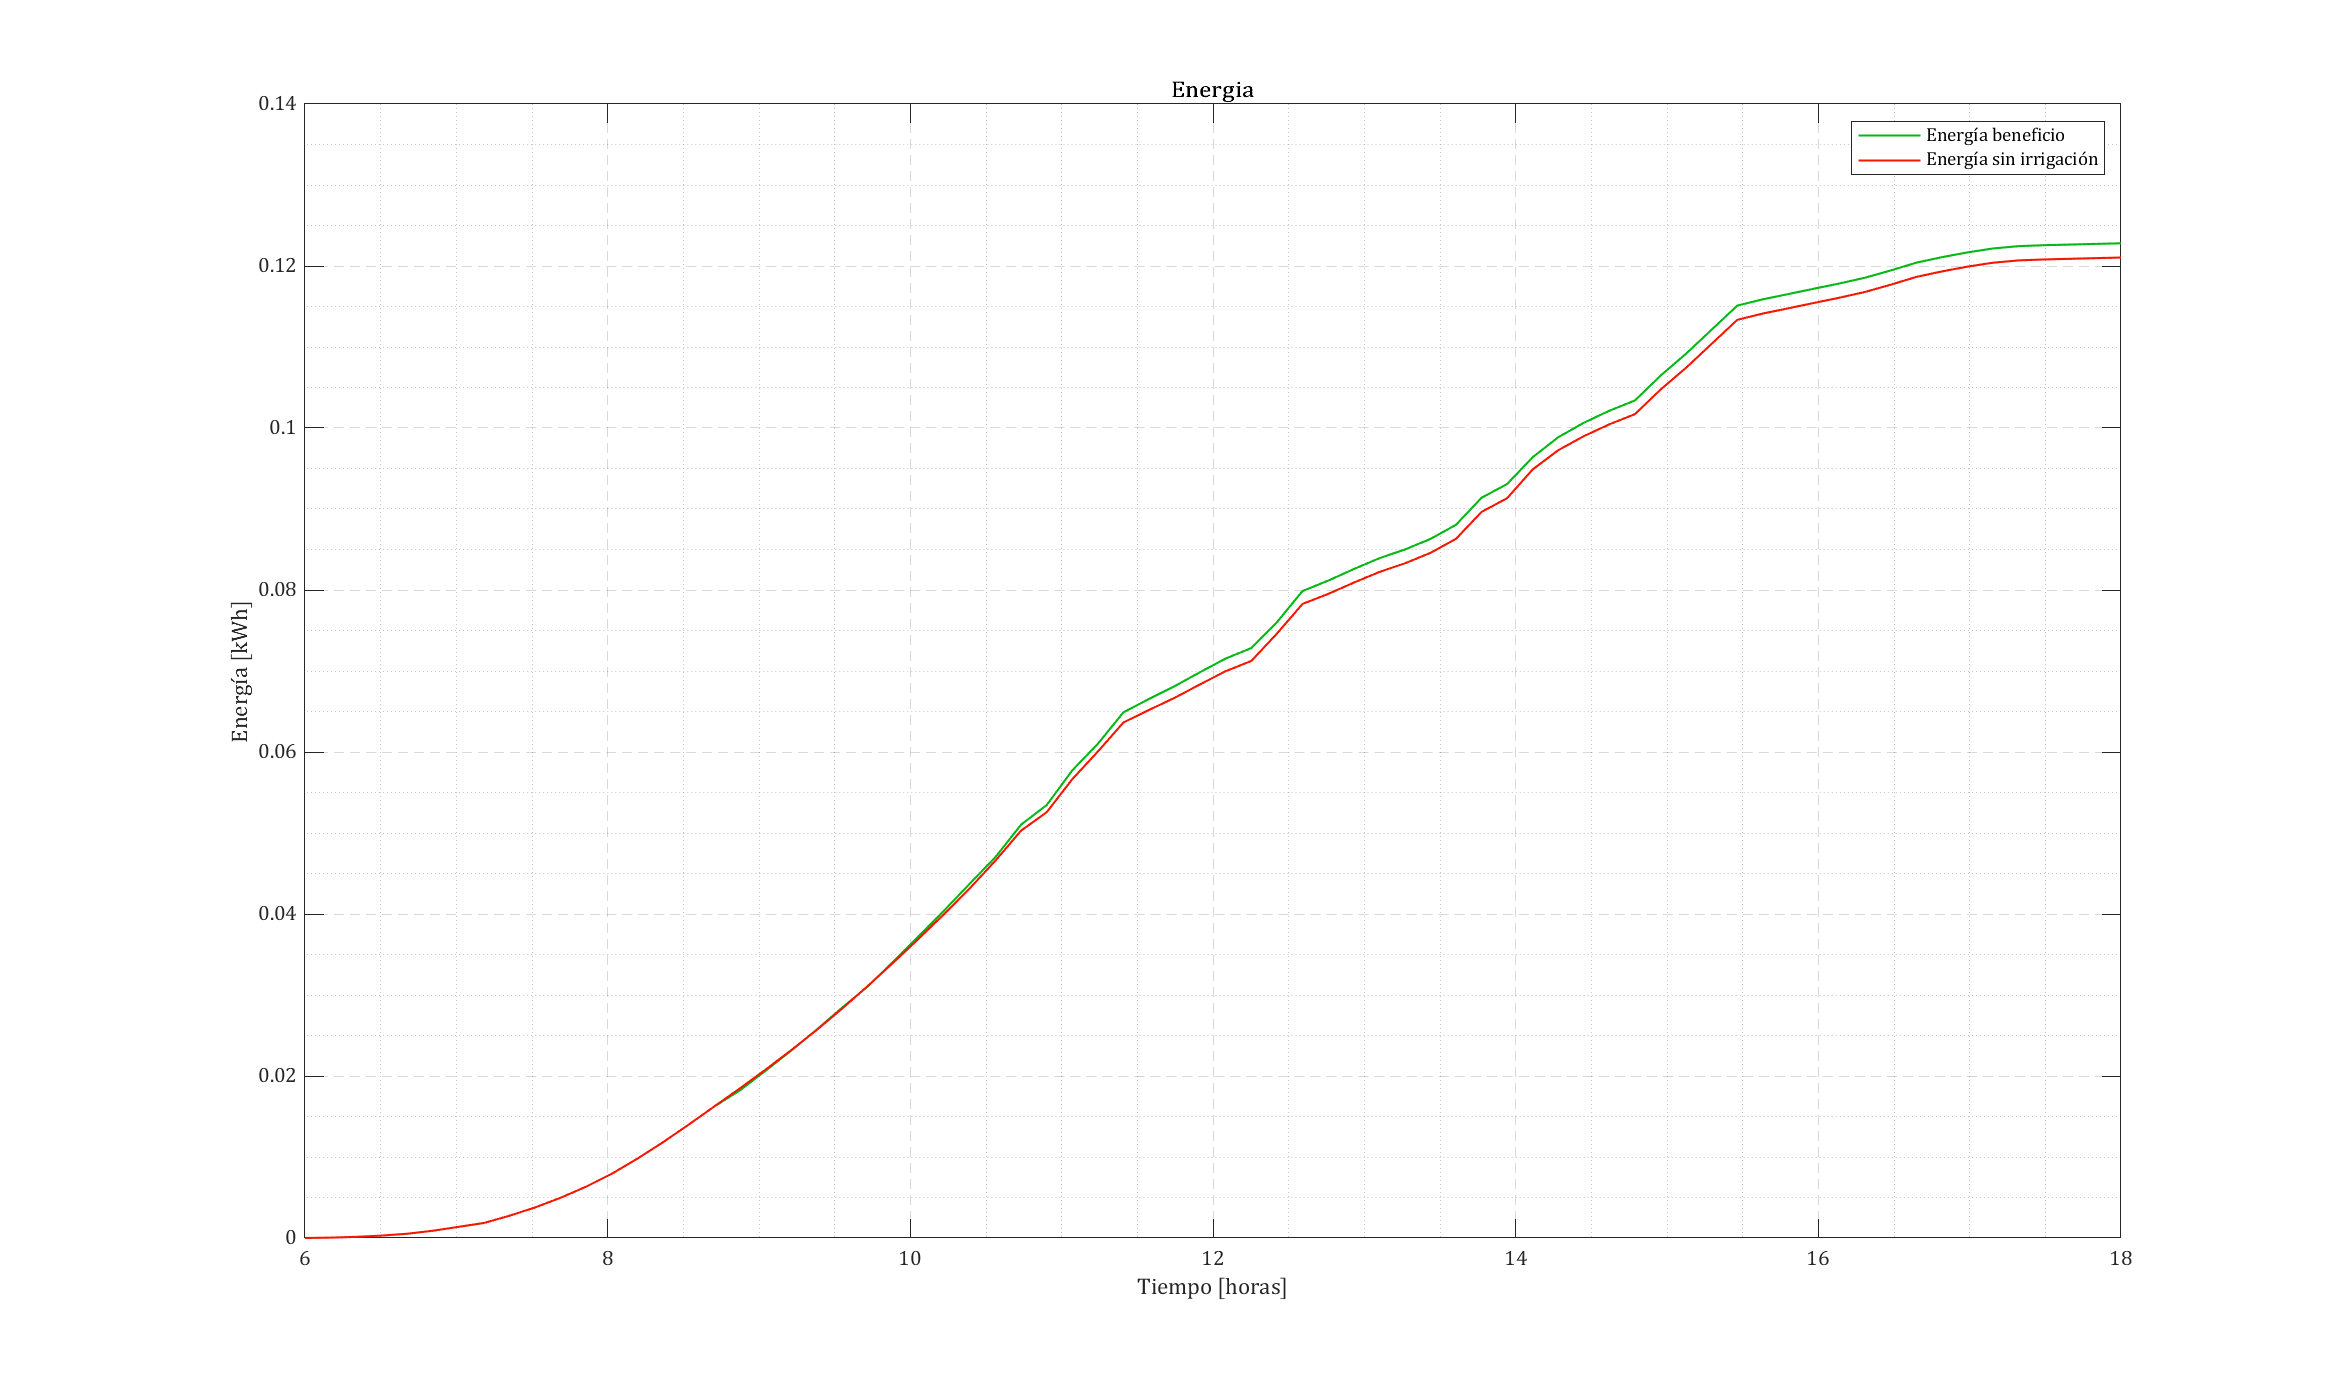 Energia
0.14
0.12
0.1
0.08
0.06
0.04
0.02
0
Energía [kWh]
Energía beneficio
Energía sin irrigación
6 8 10 12 14 16 18
Tiempo [horas]